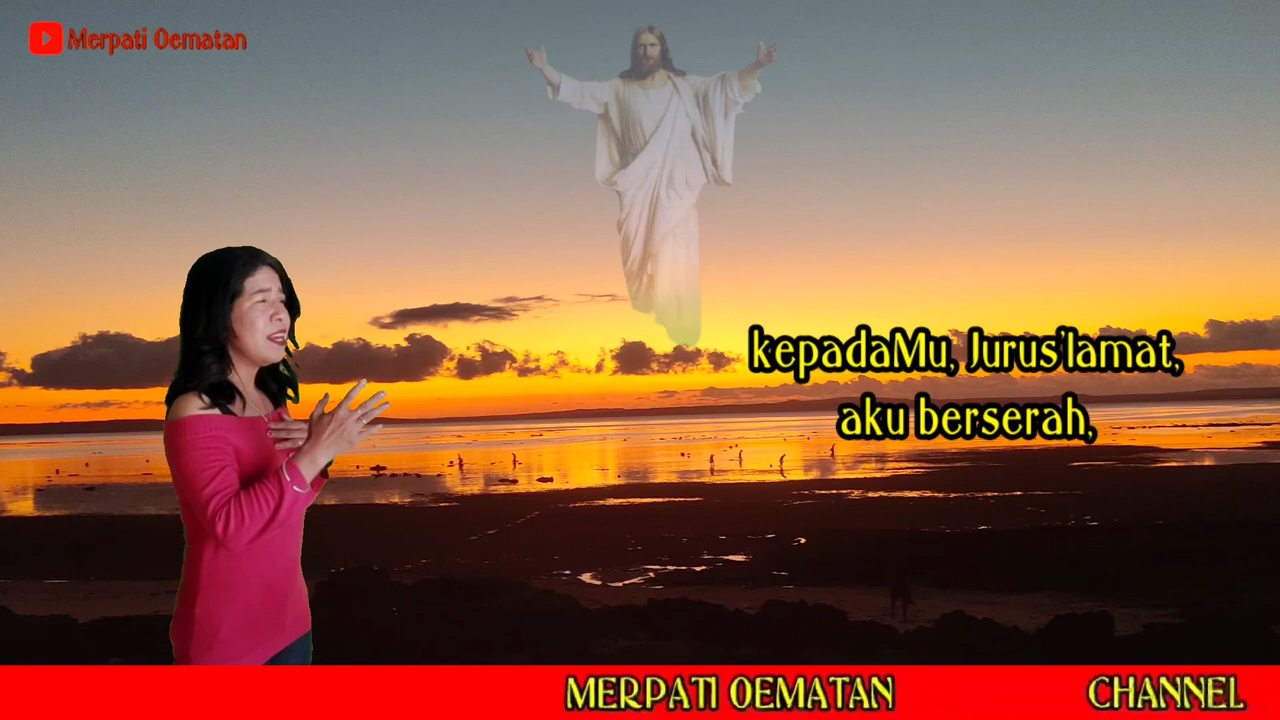 Merpati Oematan
kepadaMu, Jurus'lamat,
aku berserah,
MERPATI OEMATAN CHANNEL